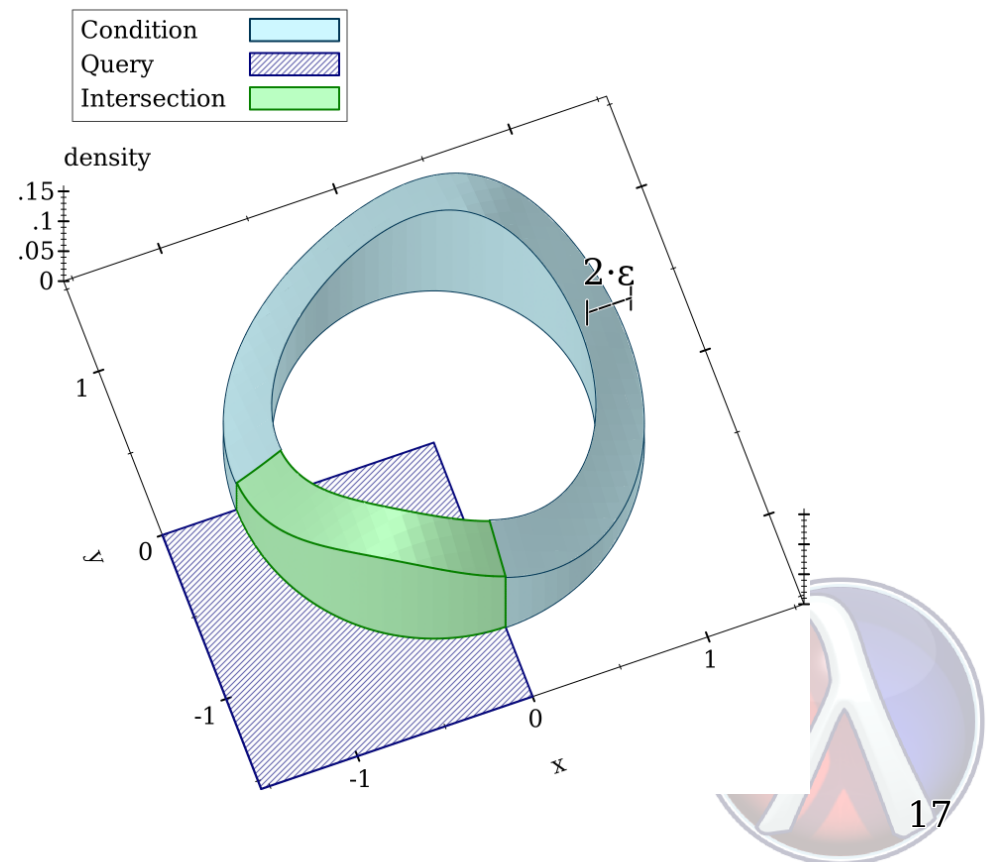 Condition
Query
Intersection
density
.15
.1
.05
0
2·ε
1
0
y
-1
1
0
-1
x
17